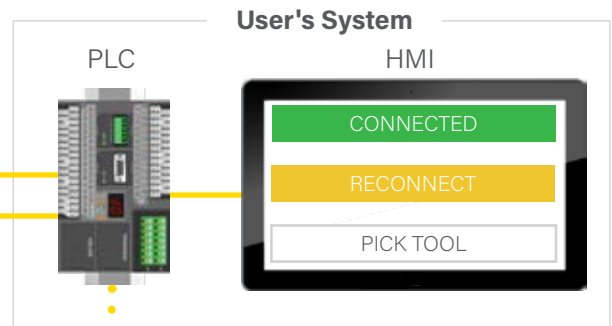 User's System
PLC
HMI
CONNECTED
RECONNECT
PICK TOOL